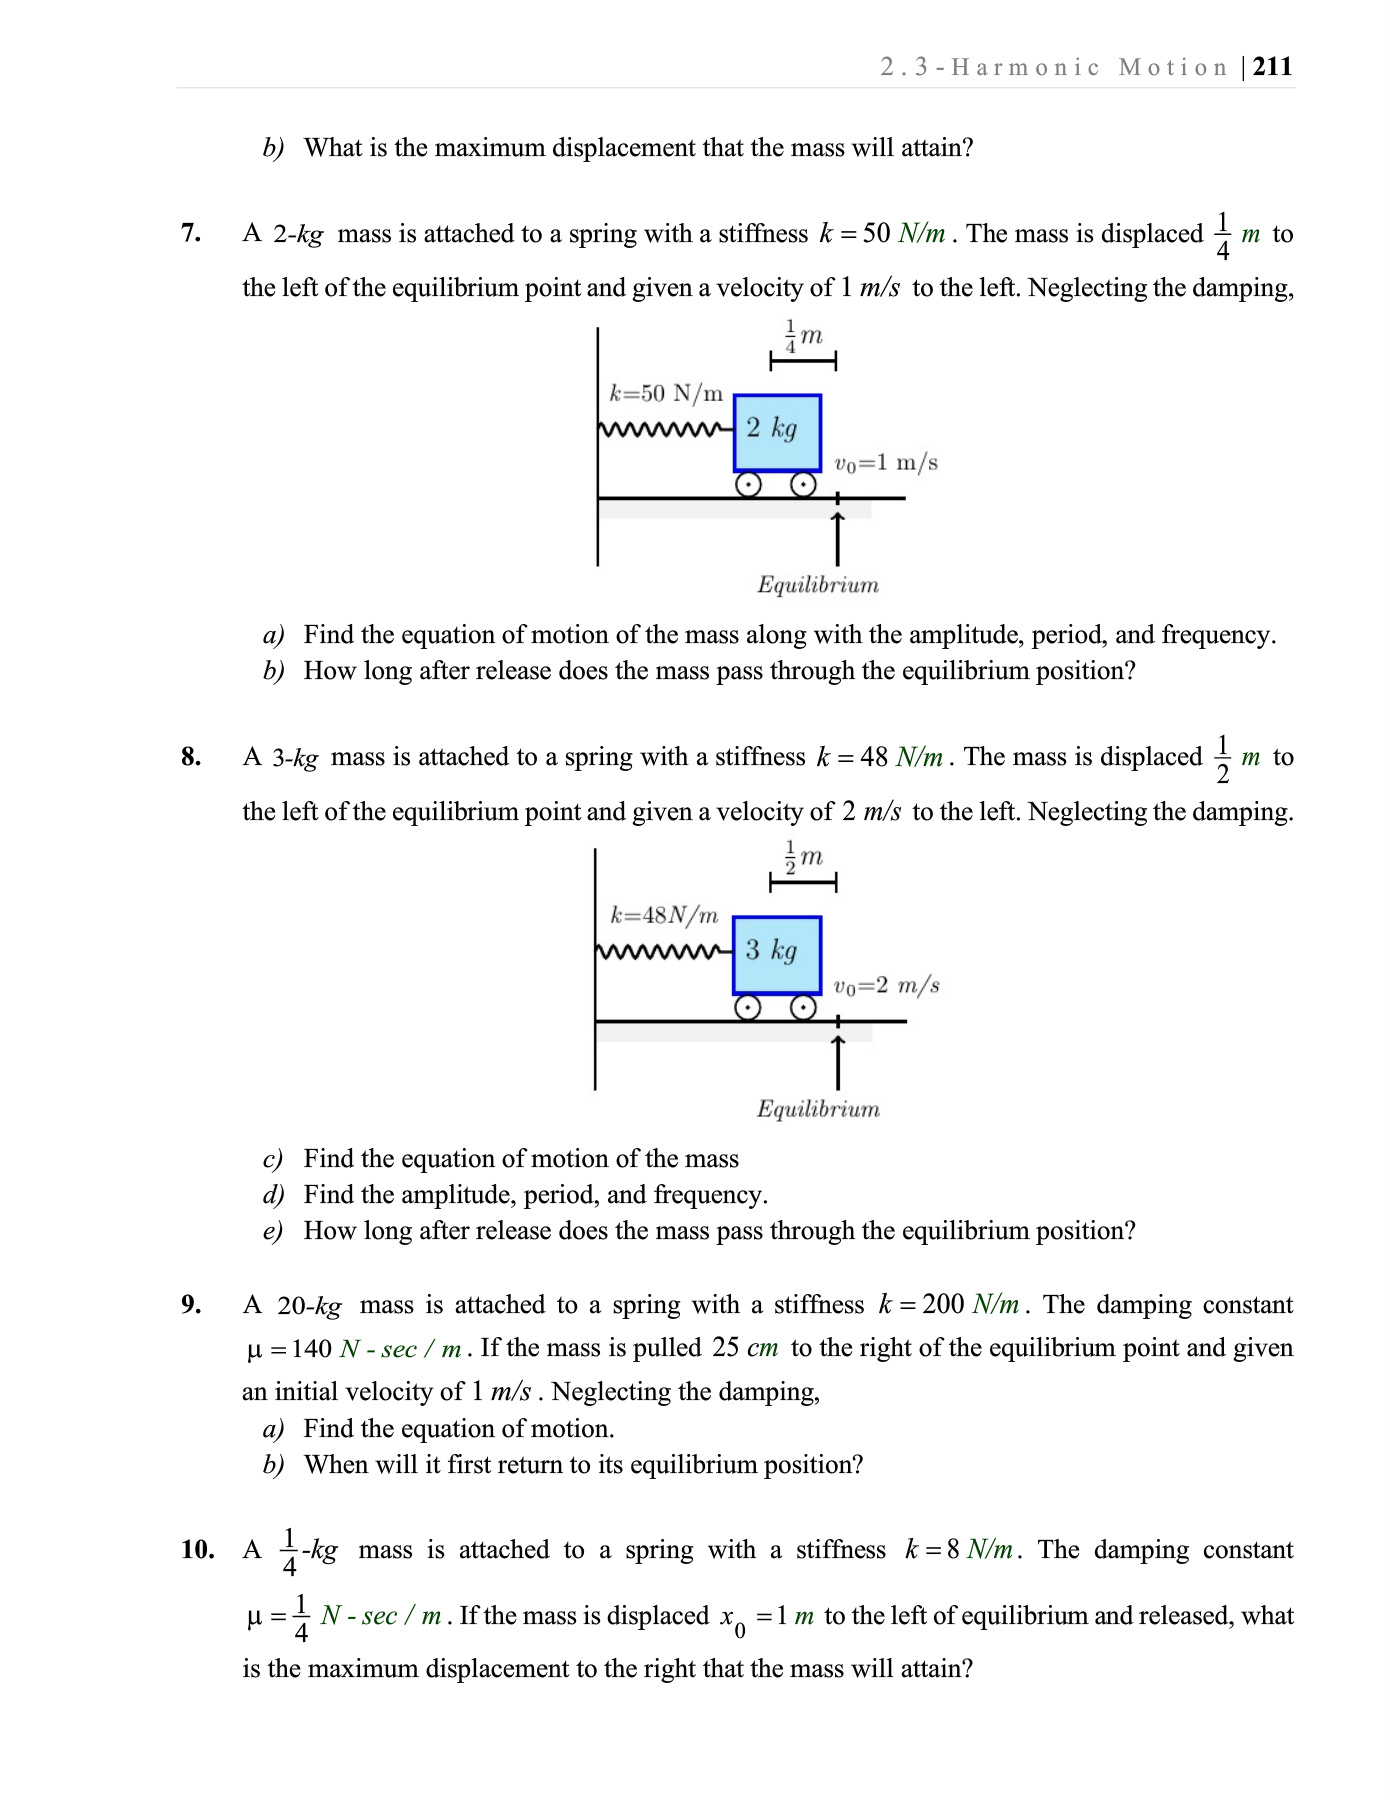 2.3-Harmonic Motion |211
b) What is the maximum displacement that the mass will attain?
7. A 2-kg mass is attached to a spring with a stiffness k = 50 N/m . The mass is displaced 1/4 m to
the left of the equilibrium point and given a velocity of 1 m/s to the left. Neglecting the damping,
1/4 m
k=50 N/m
2 kg
v₀=1 m/s
Equilibrium
a) Find the equation of motion of the mass along with the amplitude, period, and frequency.
b) How long after release does the mass pass through the equilibrium position?
8. A 3-kg mass is attached to a spring with a stiffness k = 48 N/m . The mass is displaced 1/2 m to
the left of the equilibrium point and given a velocity of 2 m/s to the left. Neglecting the damping.
1/2 m
k=48N/m
3 kg
v₀=2 m/s
Equilibrium
c) Find the equation of motion of the mass
d) Find the amplitude, period, and frequency.
e) How long after release does the mass pass through the equilibrium position?
9. A 20-kg mass is attached to a spring with a stiffness k = 200 N/m . The damping constant
μ = 140 N - sec / m . If the mass is pulled 25 cm to the right of the equilibrium point and given
an initial velocity of 1 m/s . Neglecting the damping,
a) Find the equation of motion.
b) When will it first return to its equilibrium position?
10. A 1/4-kg mass is attached to a spring with a stiffness k = 8 N/m . The damping constant
μ = 1/4 N - sec / m . If the mass is displaced x₀ = 1 m to the left of equilibrium and released, what
is the maximum displacement to the right that the mass will attain?